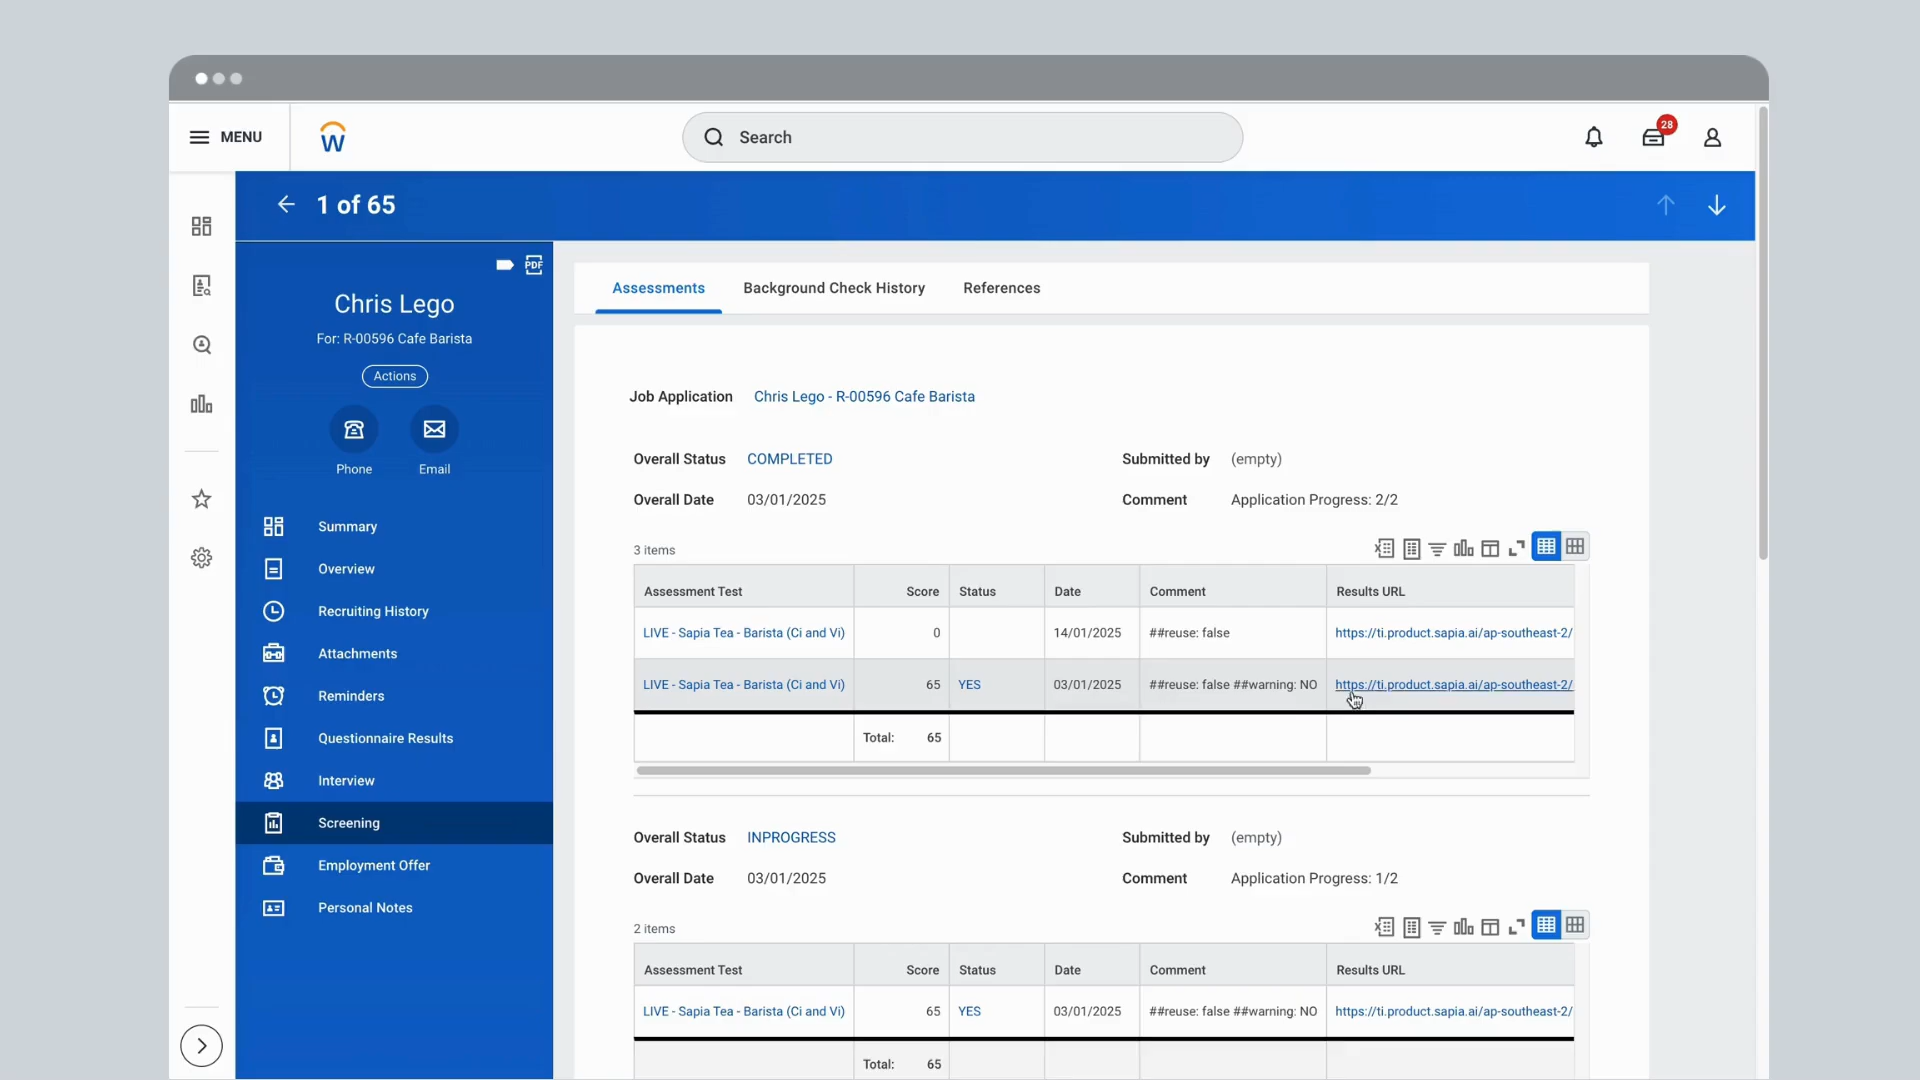 MENU
W
Search
28
1 of 65
PDF
Chris Lego
For: R-00596 Cafe Barista
Actions
Phone
Email
Summary
Overview
Recruiting History
Attachments
Reminders
Questionnaire Results
Interview
Screening
Employment Offer
Personal Notes
Assessments
Background Check History
References
Job Application Chris Lego - R-00596 Cafe Barista
Overall Status COMPLETED Submitted by (empty)
Overall Date 03/01/2025 Comment Application Progress: 2/2
3 items
Assessment Test Score Status Date Comment Results URL
LIVE - Sapia Tea - Barista (Ci and Vi) 0 14/01/2025 ##reuse: false https://ti.product.sapia.ai/ap-southeast-2/
LIVE - Sapia Tea - Barista (Ci and Vi) 65 YES 03/01/2025 ##reuse: false ##warning: NO https://ti.product.sapia.ai/ap-southeast-2/
Total: 65
Overall Status INPROGRESS Submitted by (empty)
Overall Date 03/01/2025 Comment Application Progress: 1/2
2 items
Assessment Test Score Status Date Comment Results URL
LIVE - Sapia Tea - Barista (Ci and Vi) 65 YES 03/01/2025 ##reuse: false ##warning: NO https://ti.product.sapia.ai/ap-southeast-2/
Total: 65